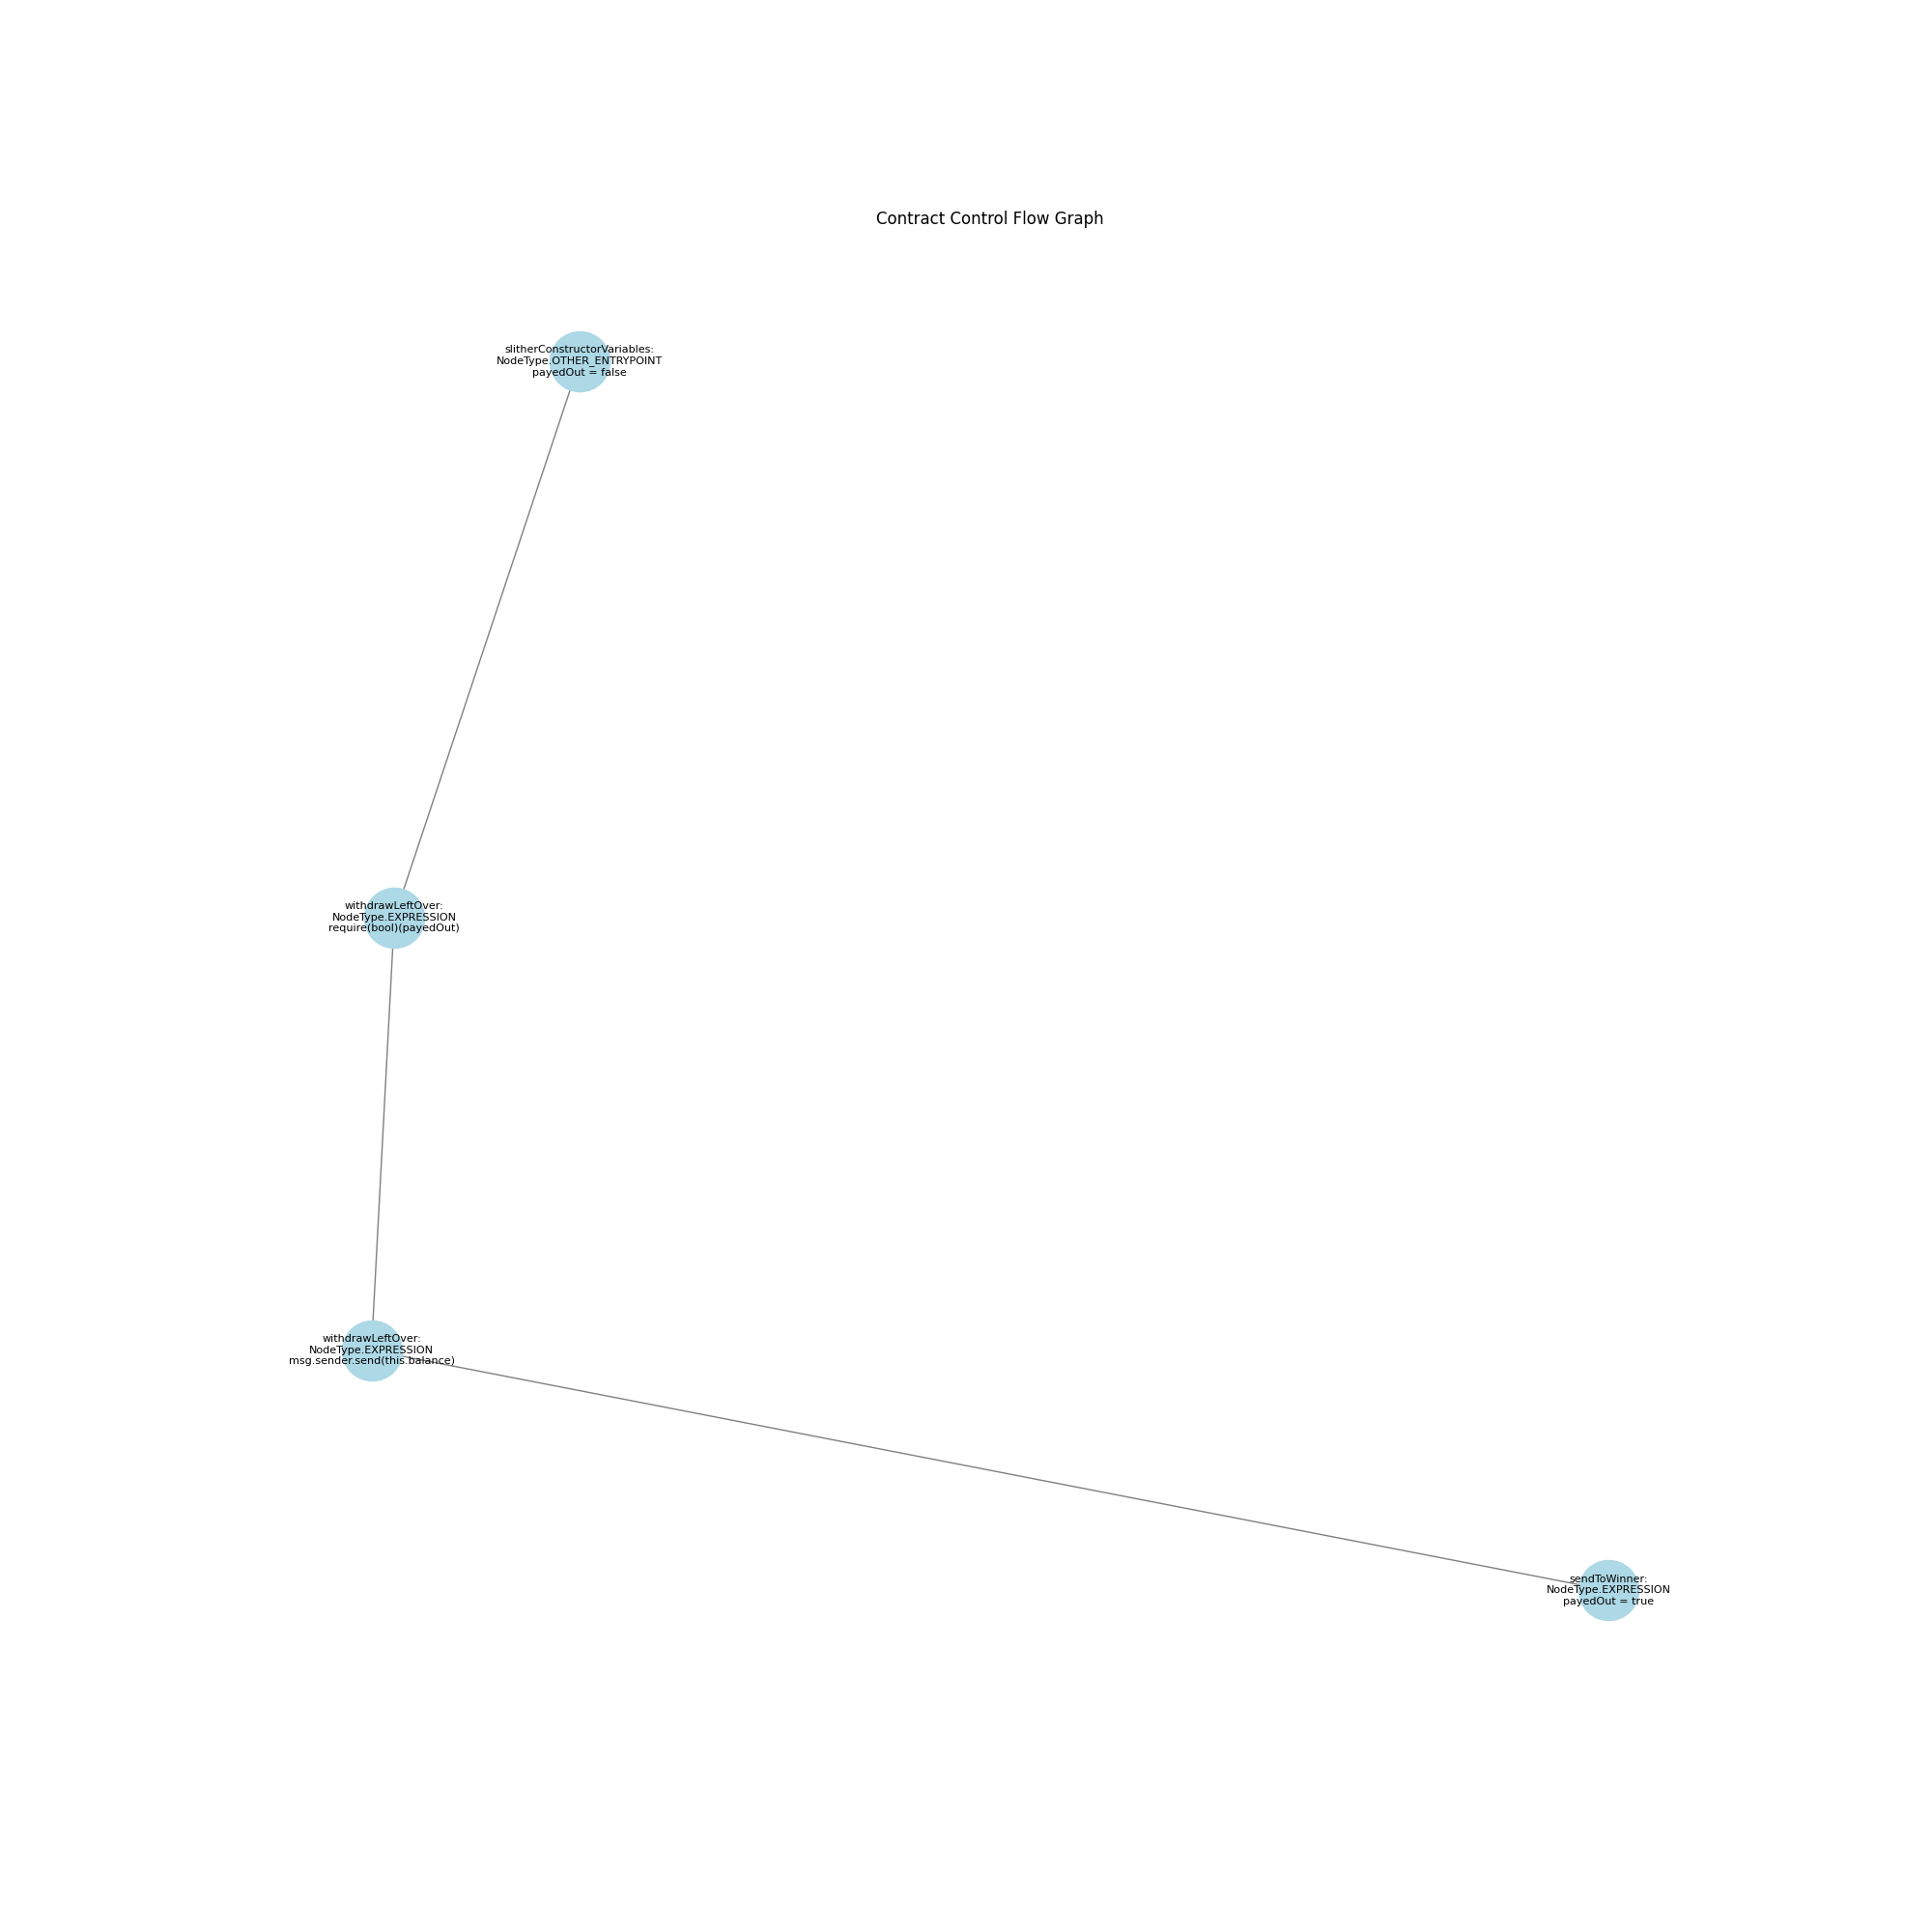 Contract Control Flow Graph
slitherConstructorVariables:
NodeType.OTHER_ENTRYPOINT
payedOut = false
withdrawLeftOver:
NodeType.EXPRESSION
require(bool)(payedOut)
withdrawLeftOver:
NodeType.EXPRESSION
msg.sender.send(this.balance)
sendToWinner:
NodeType.EXPRESSION
payedOut = true